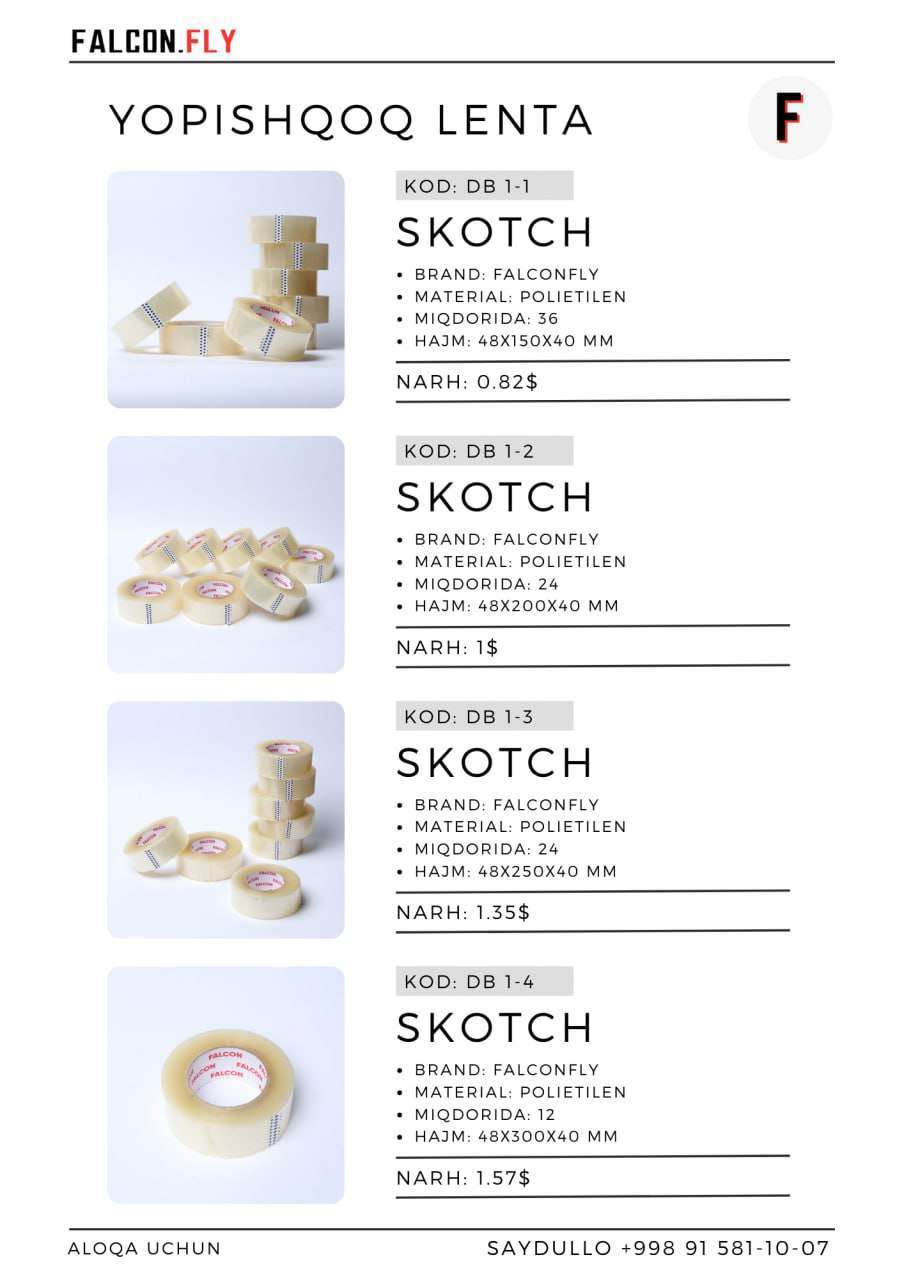 FALCON.FLY
YOPISHQOQ LENTA
F
KOD: DB 1-1
SKOTCH
• BRAND: FALCONFLY
• MATERIAL: POLIETILEN
• MIQDORIDA: 36
• HAJM: 48X150X40 MM
NARH: 0.82$
KOD: DB 1-2
SKOTCH
• BRAND: FALCONFLY
• MATERIAL: POLIETILEN
• MIQDORIDA: 24
• HAJM: 48X200X40 MM
NARH: 1$
KOD: DB 1-3
SKOTCH
• BRAND: FALCONFLY
• MATERIAL: POLIETILEN
• MIQDORIDA: 24
• HAJM: 48X250X40 MM
NARH: 1.35$
FALCON
FALCON
FALCON
FALCON
KOD: DB 1-4
SKOTCH
• BRAND: FALCONFLY
• MATERIAL: POLIETILEN
• MIQDORIDA: 12
• HAJM: 48X300X40 MM
NARH: 1.57$
ALOQA UCHUN
SAYDULLO +998 91 581-10-07